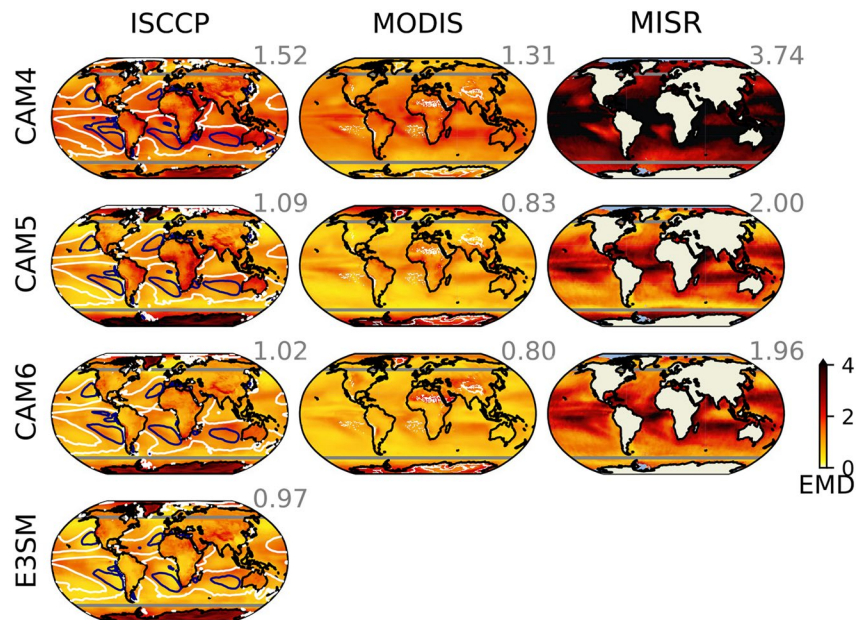 ISCCP MODIS MISR
CAM4 1.52 1.31 3.74
CAM5 1.09 0.83 2.00
CAM6 1.02 0.80 1.96
4
2
0
EMD
E3SM 0.97